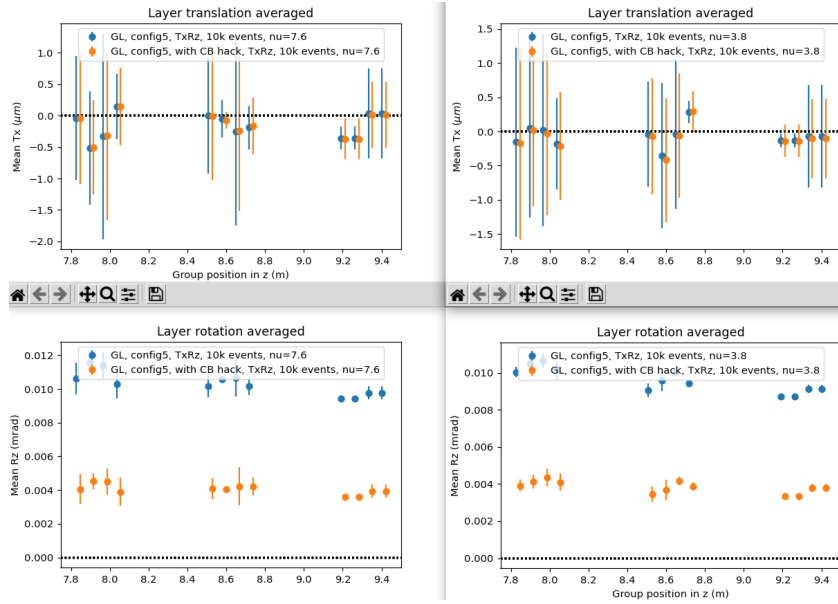 Layer translation averaged
GL, config5, TxRz, 10k events, nu=7.6
GL, config5, with CB hack, TxRz, 10k events, nu=7.6
1.0
0.5
0.0
−0.5
−1.0
−1.5
−2.0
Mean Tx (μm)
7.8 8.0 8.2 8.4 8.6 8.8 9.0 9.2 9.4
Group position in z (m)
Layer translation averaged
GL, config5, TxRz, 10k events, nu=3.8
GL, config5, with CB hack, TxRz, 10k events, nu=3.8
1.5
1.0
0.5
0.0
−0.5
−1.0
−1.5
Mean Tx (μm)
7.8 8.0 8.2 8.4 8.6 8.8 9.0 9.2 9.4
Group position in z (m)
Layer rotation averaged
GL, config5, TxRz, 10k events, nu=7.6
GL, config5, with CB hack, TxRz, 10k events, nu=7.6
0.012
0.010
0.008
0.006
0.004
0.002
0.000
Mean Rz (mrad)
7.8 8.0 8.2 8.4 8.6 8.8 9.0 9.2 9.4
Group position in z (m)
Layer rotation averaged
GL, config5, TxRz, 10k events, nu=3.8
GL, config5, with CB hack, TxRz, 10k events, nu=3.8
0.010
0.008
0.006
0.004
0.002
0.000
Mean Rz (mrad)
7.8 8.0 8.2 8.4 8.6 8.8 9.0 9.2 9.4
Group position in z (m)